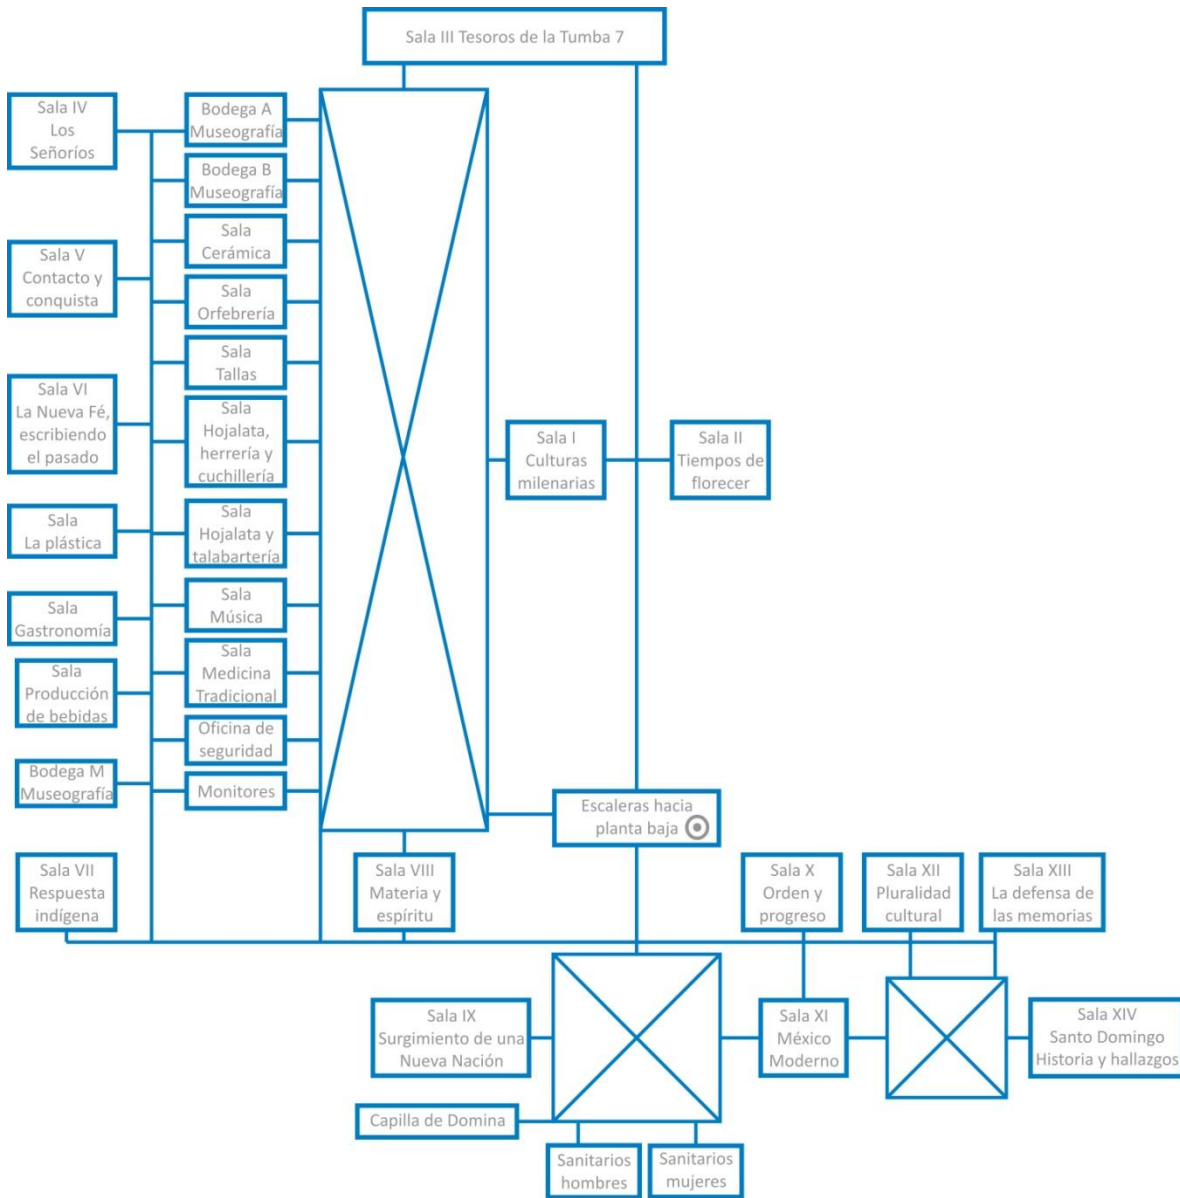 Sala III Tesoros de la Tumba 7
Sala IV
Los
Señoríos
Bodega A
Museografía
Bodega B
Museografía
Sala
Cerámica
Sala V
Contacto y
conquista
Sala
Orfebrería
Sala
Tallas
Sala VI
La Nueva Fé,
escribiendo
el pasado
Sala
Hojalata,
herrería y
cuchillería
Sala I
Culturas
milenarias
Sala II
Tiempos de
florecer
Sala
La plástica
Sala
Hojalata y
talabartería
Sala
Gastronomía
Sala
Música
Sala
Producción
de bebidas
Sala
Medicina
Tradicional
Oficina de
seguridad
Bodega M
Museografía
Monitores
Escaleras hacia
planta baja
Sala VII
Respuesta
indígena
Sala VIII
Materia y
espíritu
Sala X
Orden y
progreso
Sala XII
Pluralidad
cultural
Sala XIII
La defensa de
las memorias
Sala IX
Surgimiento de una
Nueva Nación
Sala XI
México
Moderno
Sala XIV
Santo Domingo
Historia y hallazgos
Capilla de Domina
Sanitarios
hombres
Sanitarios
mujeres